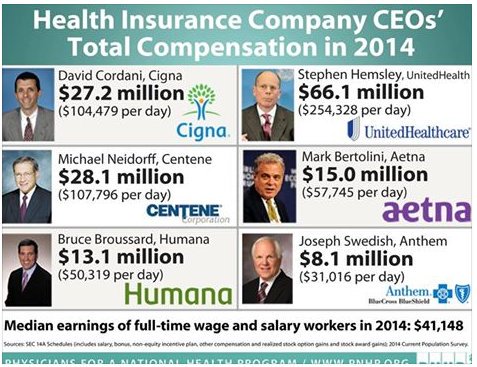 Health Insurance Company CEOs'
Total Compensation in 2014
David Cordani, Cigna
$27.2 million
($104,479 per day)
Cigna
Stephen Hemsley, UnitedHealth
$66.1 million
($254,328 per day)
UnitedHealthcare
Michael Neidorff, Centene
$28.1 million
($107,796 per day)
CENTENE
Corporation
Mark Bertolini, Aetna
$15.0 million
($57,745 per day)
aetna
Bruce Broussard, Humana
$13.1 million
($50,319 per day)
Humana
Joseph Swedish, Anthem
$8.1 million
($31,016 per day)
Anthem
BlueCross BlueShield
Median earnings of full-time wage and salary workers in 2014: $41,148
Sources: SEC 14A Schedules (includes salary, bonus, non-equity incentive plan, other compensation and realized stock option gains and stock award gains); 2014 Current Population Survey.
PHYSICIANS FOR A NATIONAL HEALTH PROGRAM / WWW.PNHP.ORG